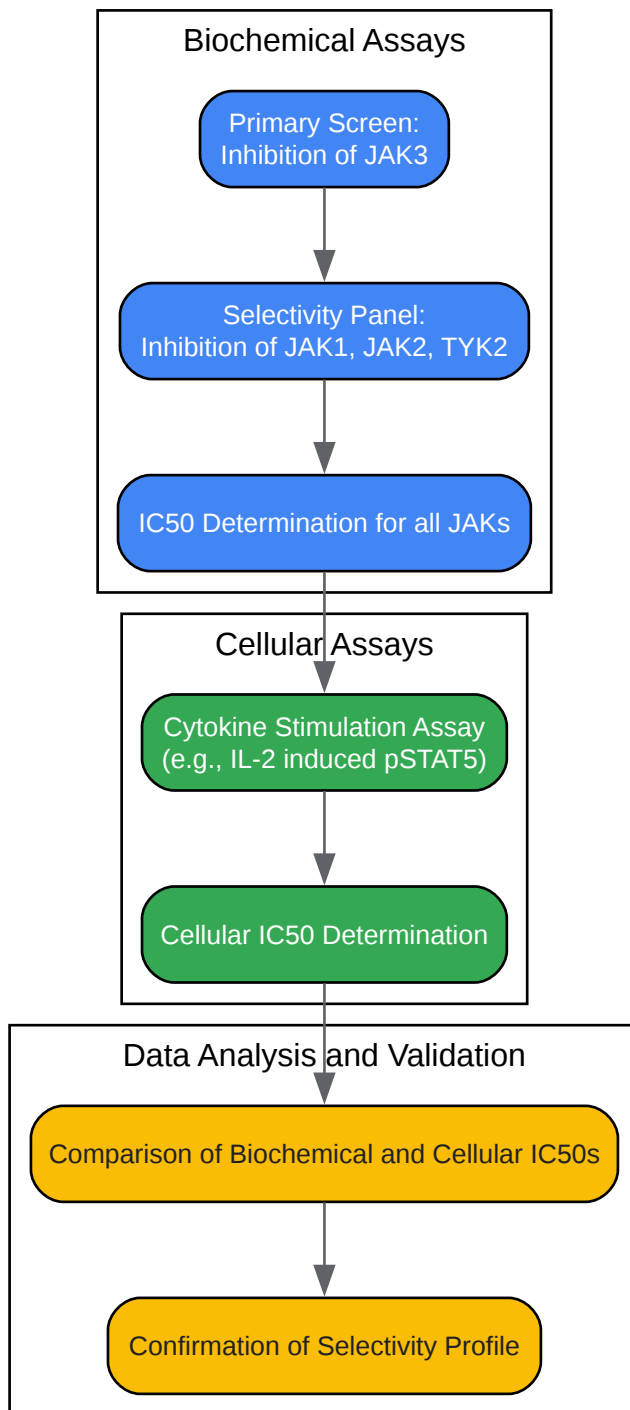 Biochemical Assays
Primary Screen:
Inhibition of JAK3
Selectivity Panel:
Inhibition of JAK1, JAK2, TYK2
IC50 Determination for all JAKs
Cellular Assays
Cytokine Stimulation Assay
(e.g., IL-2 induced pSTAT5)
Cellular IC50 Determination
Data Analysis and Validation
Comparison of Biochemical and Cellular IC50s
Confirmation of Selectivity Profile